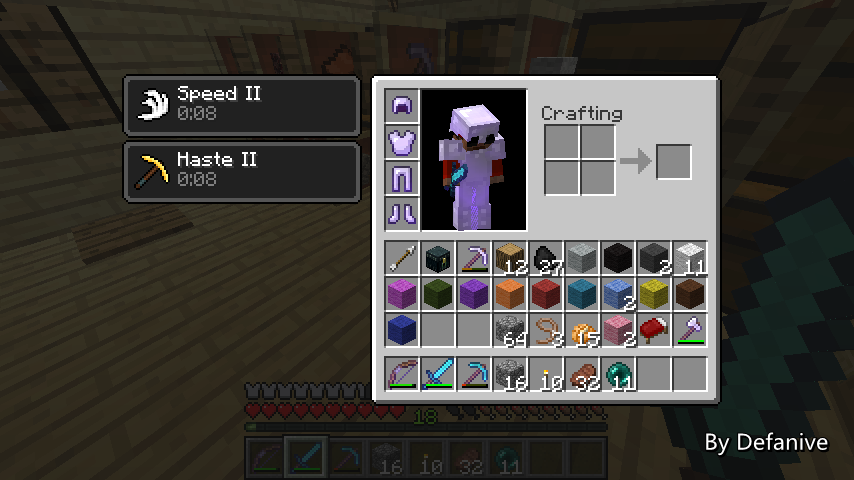 Speed II
0:08
Haste II
0:08
Crafting
12 27 2 11
2
64 3 15 2
16 10 32 11
18
16 10 32 11
By Defanive